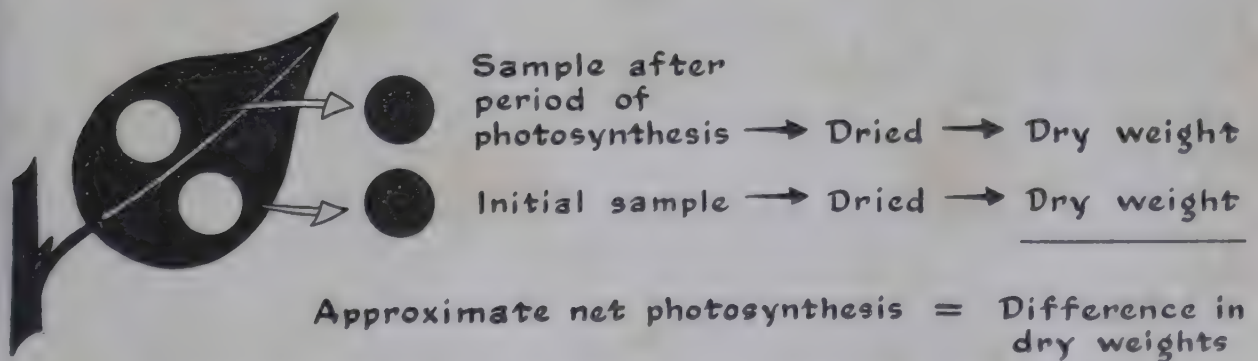 Sample after
period of
photosynthesis → Dried → Dry weight
Initial sample → Dried → Dry weight
Approximate net photosynthesis = Difference in
dry weights